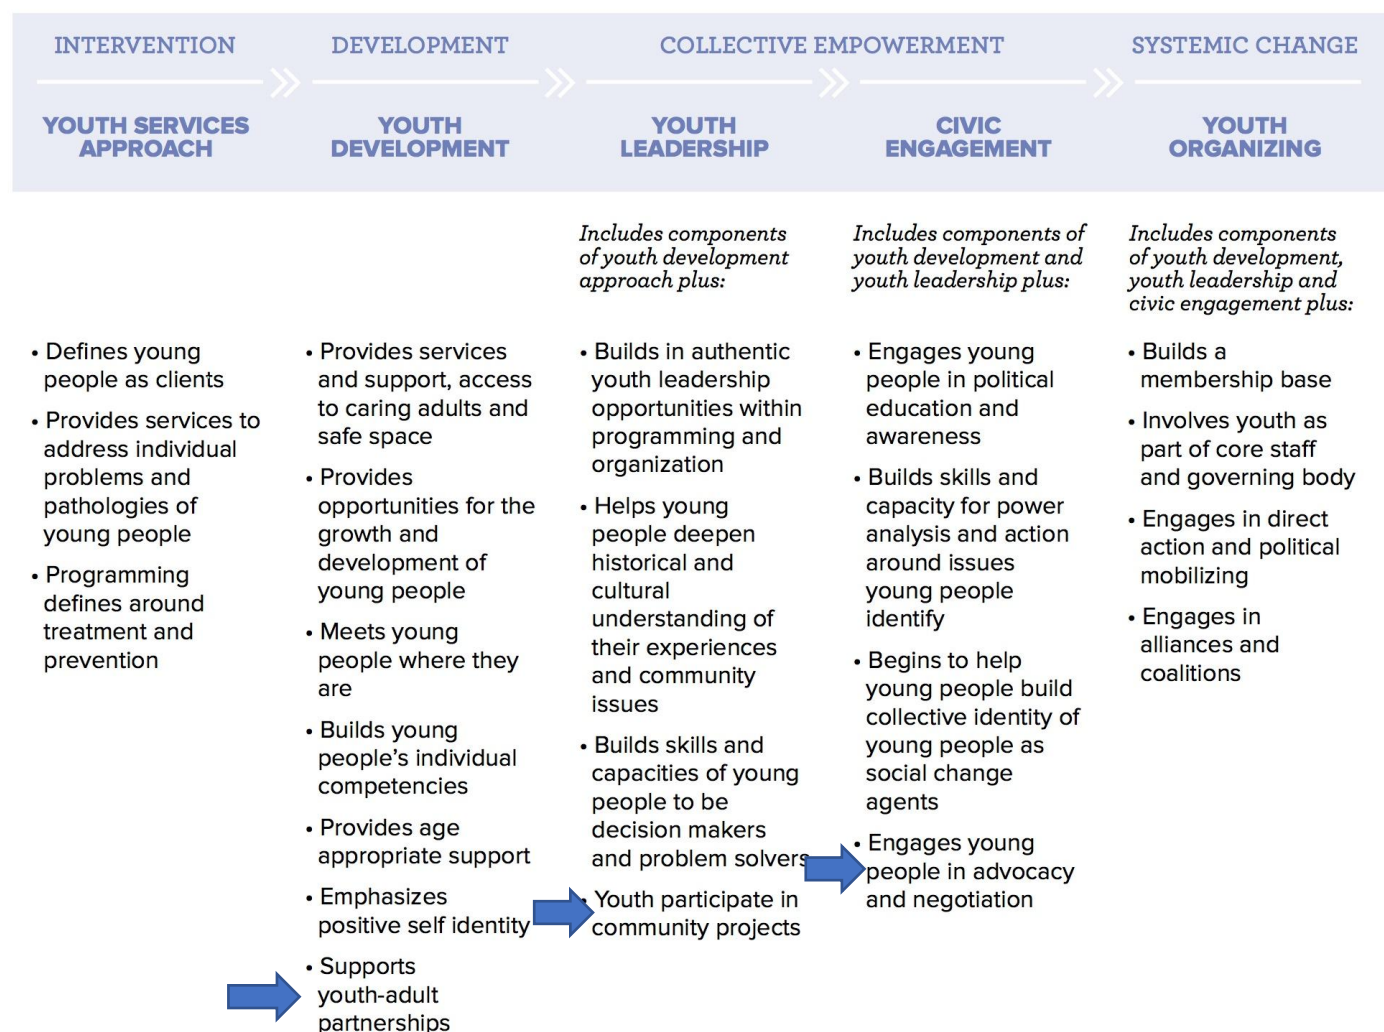 INTERVENTION
DEVELOPMENT
COLLECTIVE EMPOWERMENT
SYSTEMIC CHANGE
YOUTH SERVICES
APPROACH
YOUTH
DEVELOPMENT
YOUTH
LEADERSHIP
CIVIC
ENGAGEMENT
YOUTH
ORGANIZING
• Defines young
people as clients
• Provides services to
address individual
problems and
pathologies of
young people
• Programming
defines around
treatment and
prevention
• Provides services
and support, access
to caring adults and
safe space
• Provides
opportunities for the
growth and
development of
young people
• Meets young
people where they
are
• Builds young
people’s individual
competencies
• Provides age
appropriate support
• Emphasizes
positive self identity
• Supports
youth-adult
partnerships
Includes components
of youth development
approach plus:
• Builds in authentic
youth leadership
opportunities within
programming and
organization
• Helps young
people deepen
historical and
cultural
understanding of
their experiences
and community
issues
• Builds skills and
capacities of young
people to be
decision makers
and problem solvers
• Youth participate in
community projects
Includes components of
youth development and
youth leadership plus:
• Engages young
people in political
education and
awareness
• Builds skills and
capacity for power
analysis and action
around issues
young people
identify
• Begins to help
young people build
collective identity of
young people as
social change
agents
• Engages young
people in advocacy
and negotiation
Includes components
of youth development,
youth leadership and
civic engagement plus:
• Builds a
membership base
• Involves youth as
part of core staff
and governing body
• Engages in direct
action and political
mobilizing
• Engages in
alliances and
coalitions